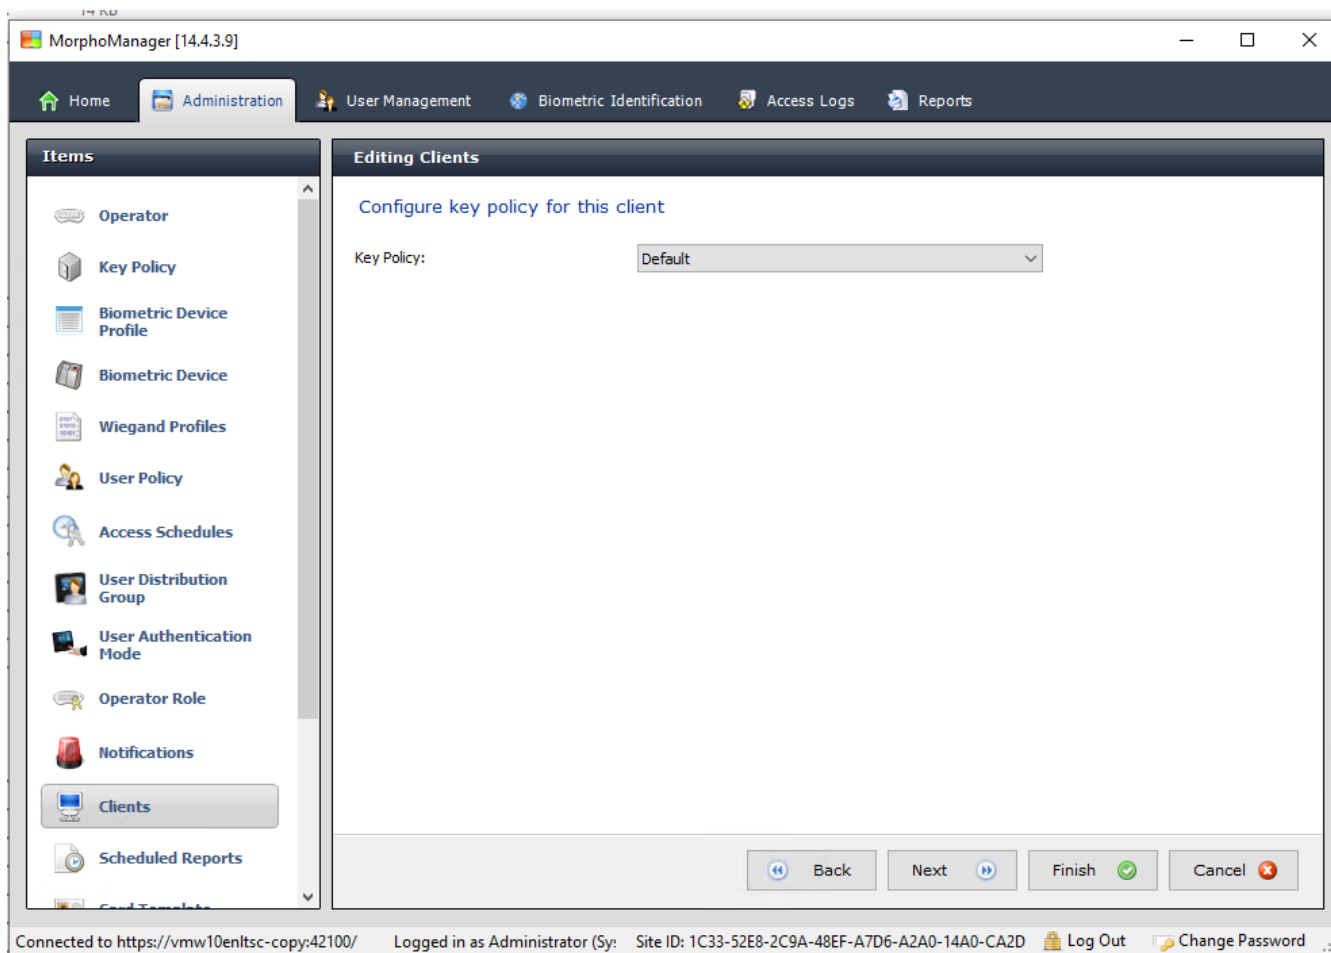 14 KB
MorphoManager [14.4.3.9]
Home
Administration
User Management
Biometric Identification
Access Logs
Reports
Items
Operator
Key Policy
Biometric Device
Profile
Biometric Device
Wiegand Profiles
User Policy
Access Schedules
User Distribution
Group
User Authentication
Mode
Operator Role
Notifications
Clients
Scheduled Reports
Card Template
Editing Clients
Configure key policy for this client
Key Policy:
Default
Back
Next
Finish
Cancel
Connected to https://vmw10enltsc-copy:42100/
Logged in as Administrator (Sy:
Site ID: 1C33-52E8-2C9A-48EF-A7D6-A2A0-14A0-CA2D
Log Out
Change Password